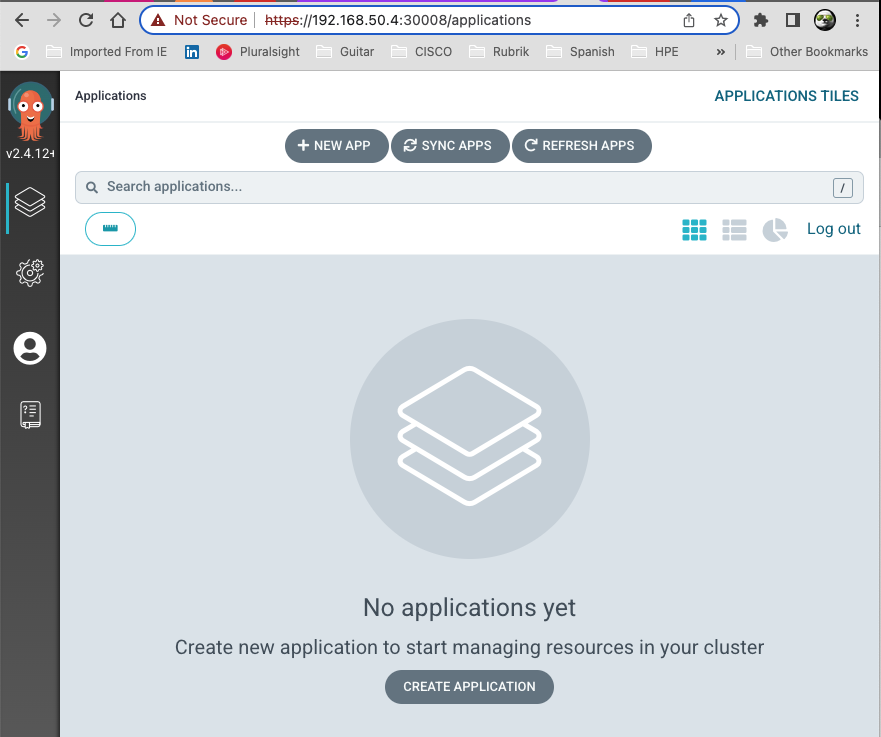 Not Secure https://192.168.50.4:30008/applications
Imported From IE Pluralsight Guitar CISCO Rubrik Spanish HPE » Other Bookmarks
Applications APPLICATIONS TILES
v2.4.12+
NEW APP SYNC APPS REFRESH APPS
Search applications... /
Log out
No applications yet
Create new application to start managing resources in your cluster
CREATE APPLICATION